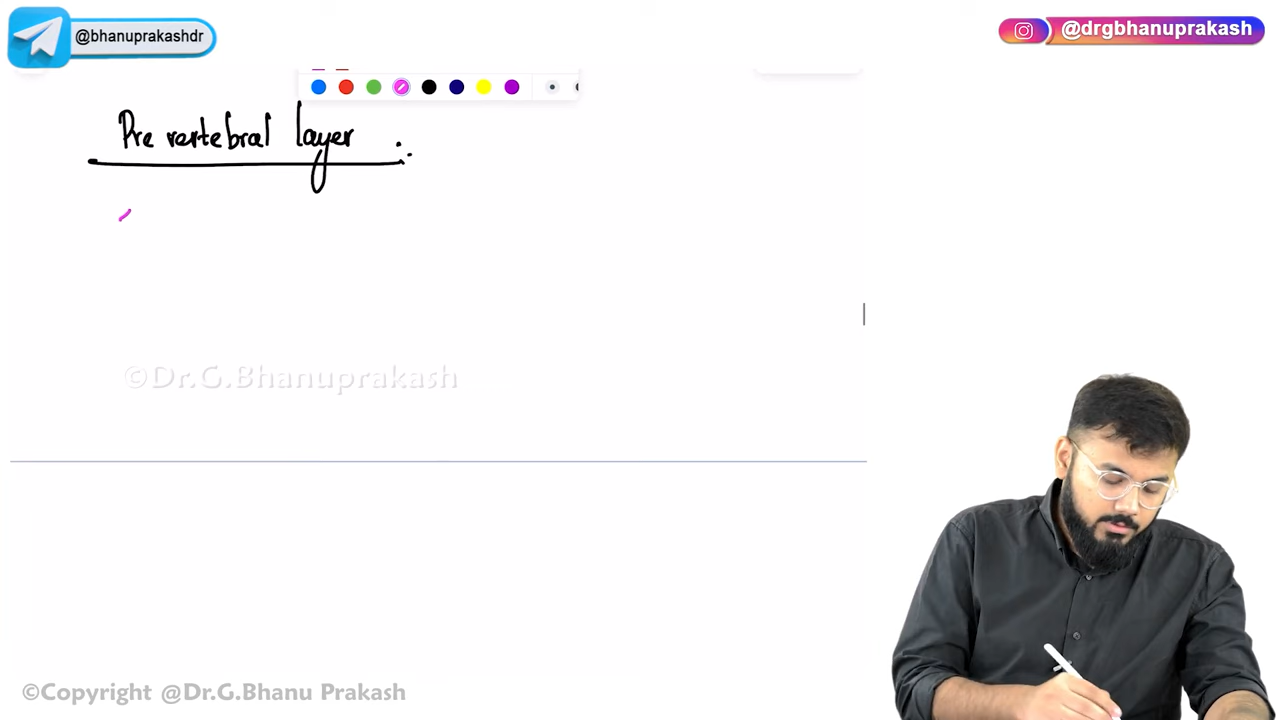 @bhanuprakashdr
@drgbhanuprakash
Pre vertebral layer :
©Dr.G.Bhanuprakash
©Copyright @Dr.G.Bhanu Prakash